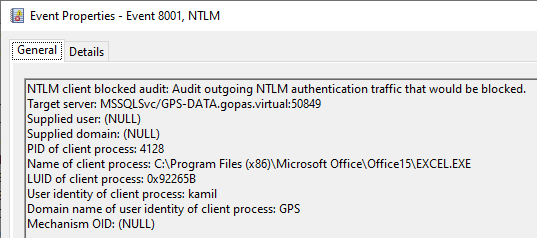 Event Properties - Event 8001, NTLM
General Details
NTLM client blocked audit: Audit outgoing NTLM authentication traffic that would be blocked.
Target server: MSSQLSvc/GPS-DATA.gopas.virtual:50849
Supplied user: (NULL)
Supplied domain: (NULL)
PID of client process: 4128
Name of client process: C:\Program Files (x86)\Microsoft Office\Office15\EXCEL.EXE
LUID of client process: 0x92265B
User identity of client process: kamil
Domain name of user identity of client process: GPS
Mechanism OID: (NULL)